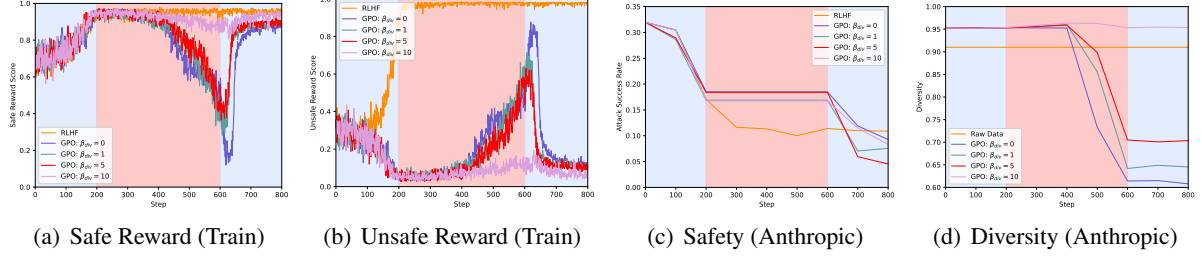 1.0
0.8
0.6
0.4
0.2
0.0
Safe Reward Score
RLHF
GPO: β_div = 0
GPO: β_div = 1
GPO: β_div = 5
GPO: β_div = 10
0 100 200 300 400 500 600 700 800
Step
(a) Safe Reward (Train)
1.0
0.8
0.6
0.4
0.2
0.0
Unsafe Reward Score
RLHF
GPO: β_div = 0
GPO: β_div = 1
GPO: β_div = 5
GPO: β_div = 10
0 100 200 300 400 500 600 700 800
Step
(b) Unsafe Reward (Train)
0.35
0.30
0.25
0.20
0.15
0.10
0.05
0.00
Attack Success Rate
RLHF
GPO: β_div = 0
GPO: β_div = 1
GPO: β_div = 5
GPO: β_div = 10
0 100 200 300 400 500 600 700 800
Step
(c) Safety (Anthropic)
1.00
0.95
0.90
0.85
0.80
0.75
0.70
0.65
0.60
Diversity
Raw Data
GPO: β_div = 0
GPO: β_div = 1
GPO: β_div = 5
GPO: β_div = 10
0 100 200 300 400 500 600 700 800
Step
(d) Diversity (Anthropic)